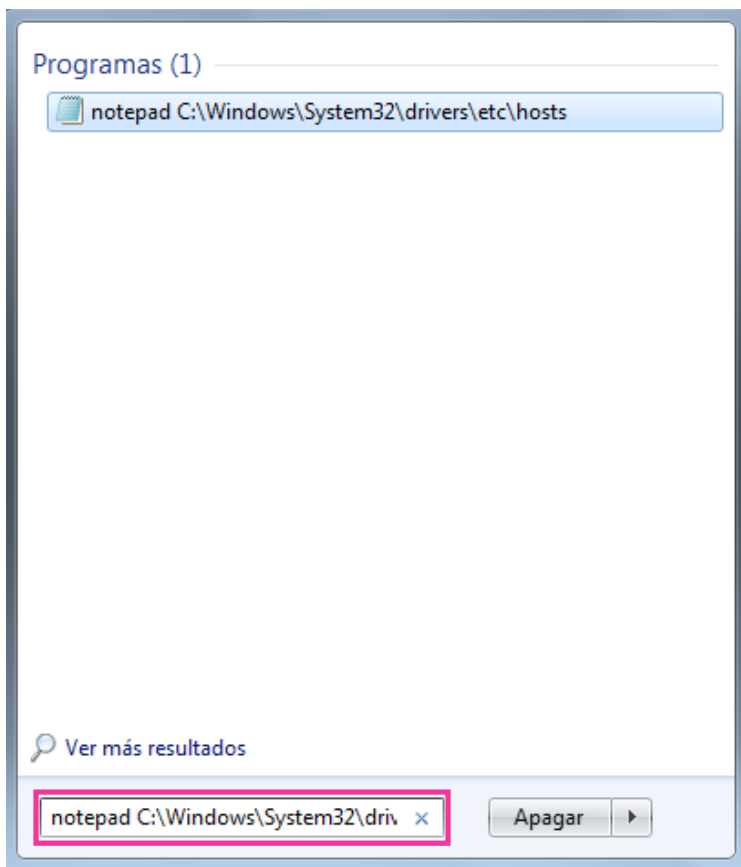 Programas (1)
notepad C:\Windows\System32\drivers\etc\hosts
Ver más resultados
notepad C:\Windows\System32\driv
Apagar